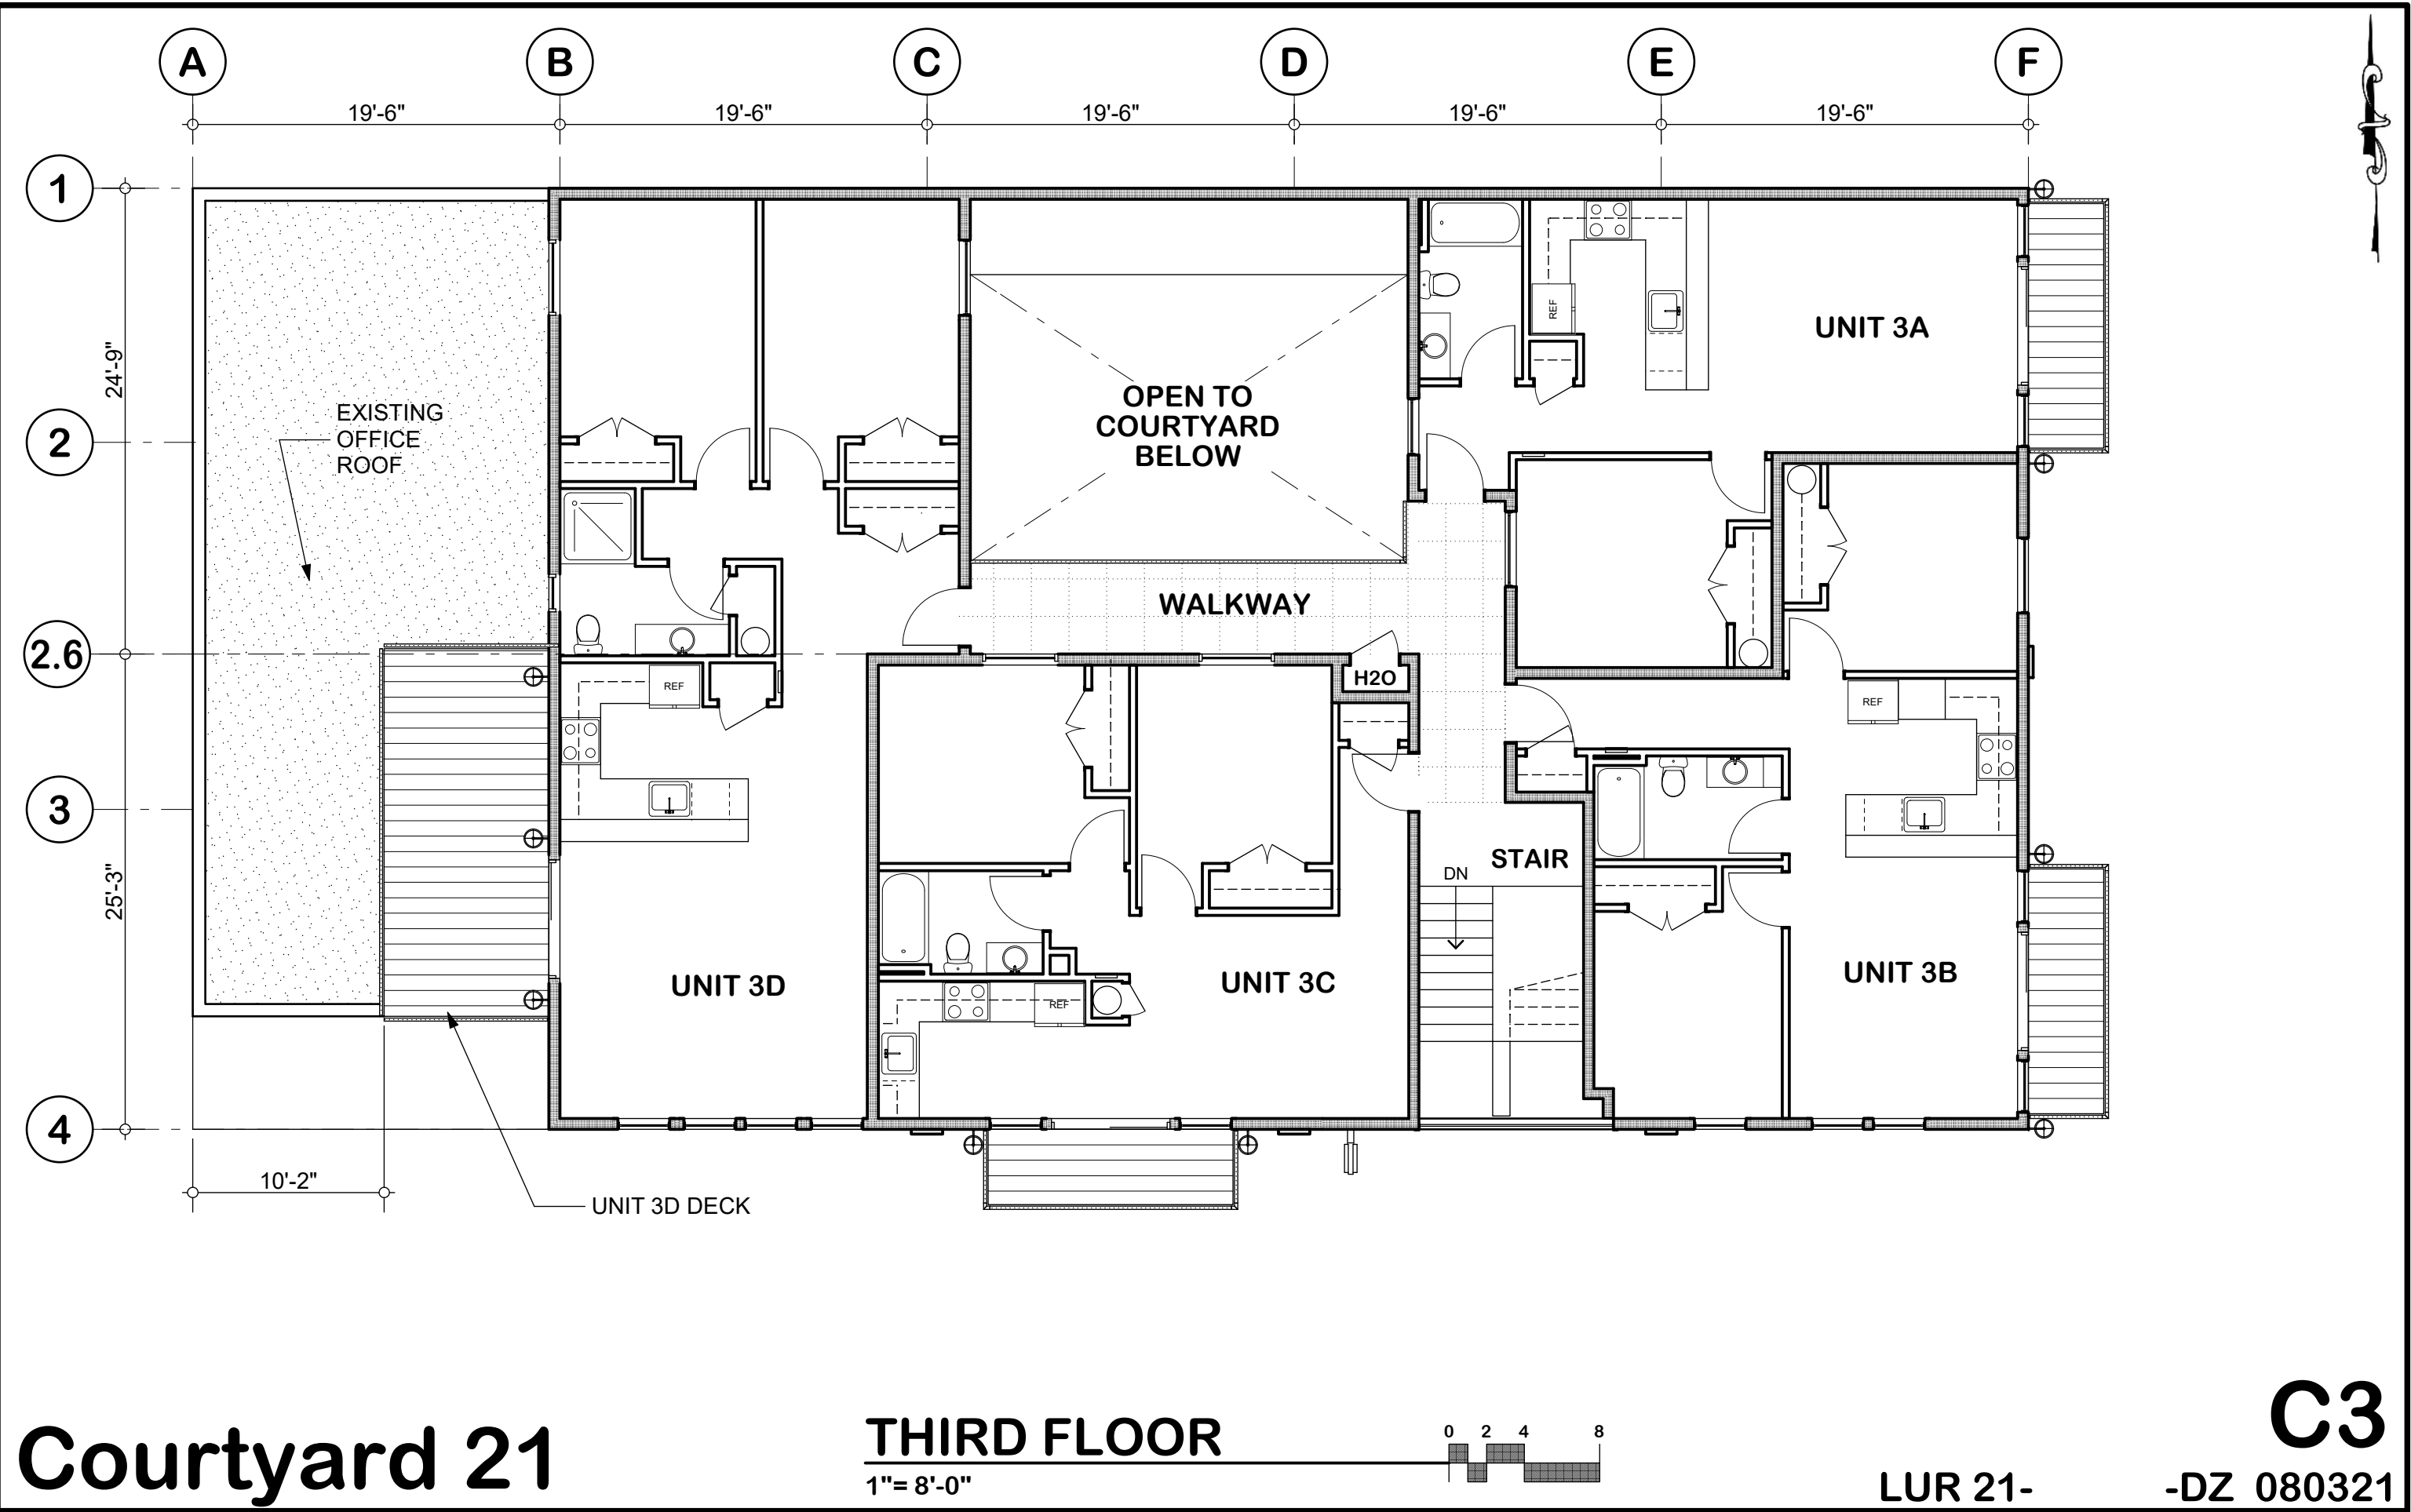 A
B
C
D
E
F
19'-6"
19'-6"
19'-6"
19'-6"
19'-6"
1
2
2.6
3
4
24'-9"
25'-3"
10'-2"
EXISTING
OFFICE
ROOF
OPEN TO
COURTYARD
BELOW
WALKWAY
H2O
UNIT 3A
REF
UNIT 3B
REF
UNIT 3C
REF
UNIT 3D
REF
STAIR
DN
UNIT 3D DECK
Courtyard 21
THIRD FLOOR
1"= 8'-0"
0 2 4 8
C3
LUR 21- -DZ 080321